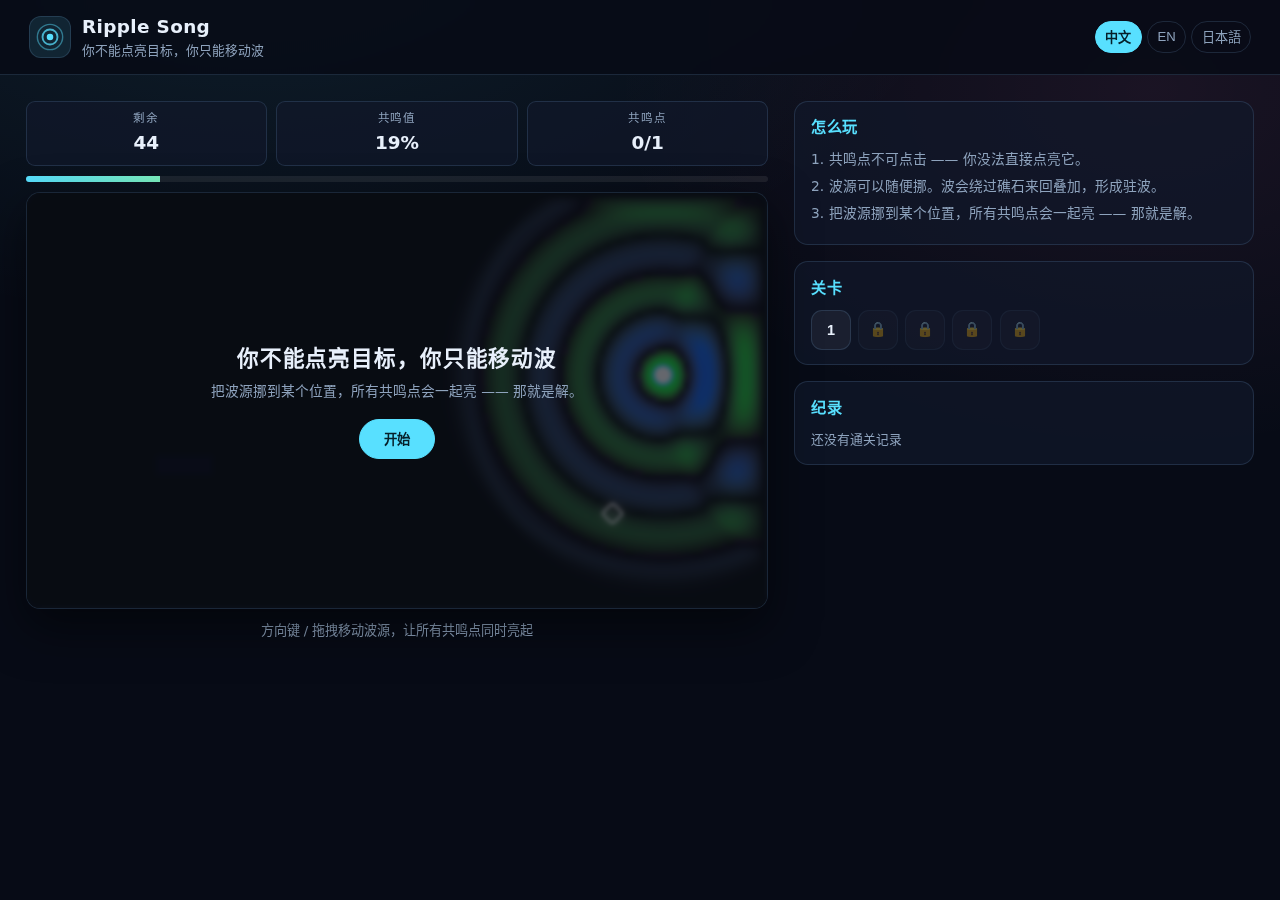 Ripple Song
你不能点亮目标，你只能移动波
中文
EN
日本語
剩余
44
共鸣值
19%
共鸣点
0/1
你不能点亮目标，你只能移动波
把波源挪到某个位置，所有共鸣点会一起亮 —— 那就是解。
开始
方向键 / 拖拽移动波源，让所有共鸣点同时亮起
怎么玩
1. 共鸣点不可点击 —— 你没法直接点亮它。
2. 波源可以随便挪。波会绕过礁石来回叠加，形成驻波。
3. 把波源挪到某个位置，所有共鸣点会一起亮 —— 那就是解。
关卡
1
纪录
还没有通关记录